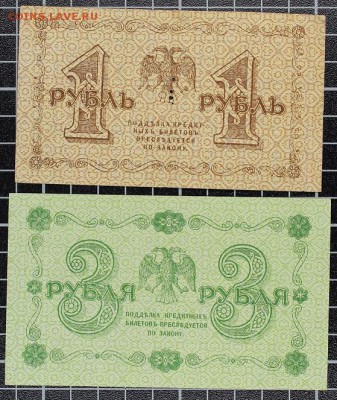 coins.lave.ru
1 1
РУБЛЬ РУБЛЬ
ПОДДѢЛКА КРЕДИТ-
НЫХЪ БИЛЕТОВЪ
ПРЕСЛѢДУЕТСЯ
ПО ЗАКОНУ.
3 3
РУБЛЯ РУБЛЯ
ПОДДѢЛКА КРЕДИТНЫХЪ
БИЛЕТОВЪ ПРЕСЛѢДУЕТСЯ
ПО ЗАКОНУ.